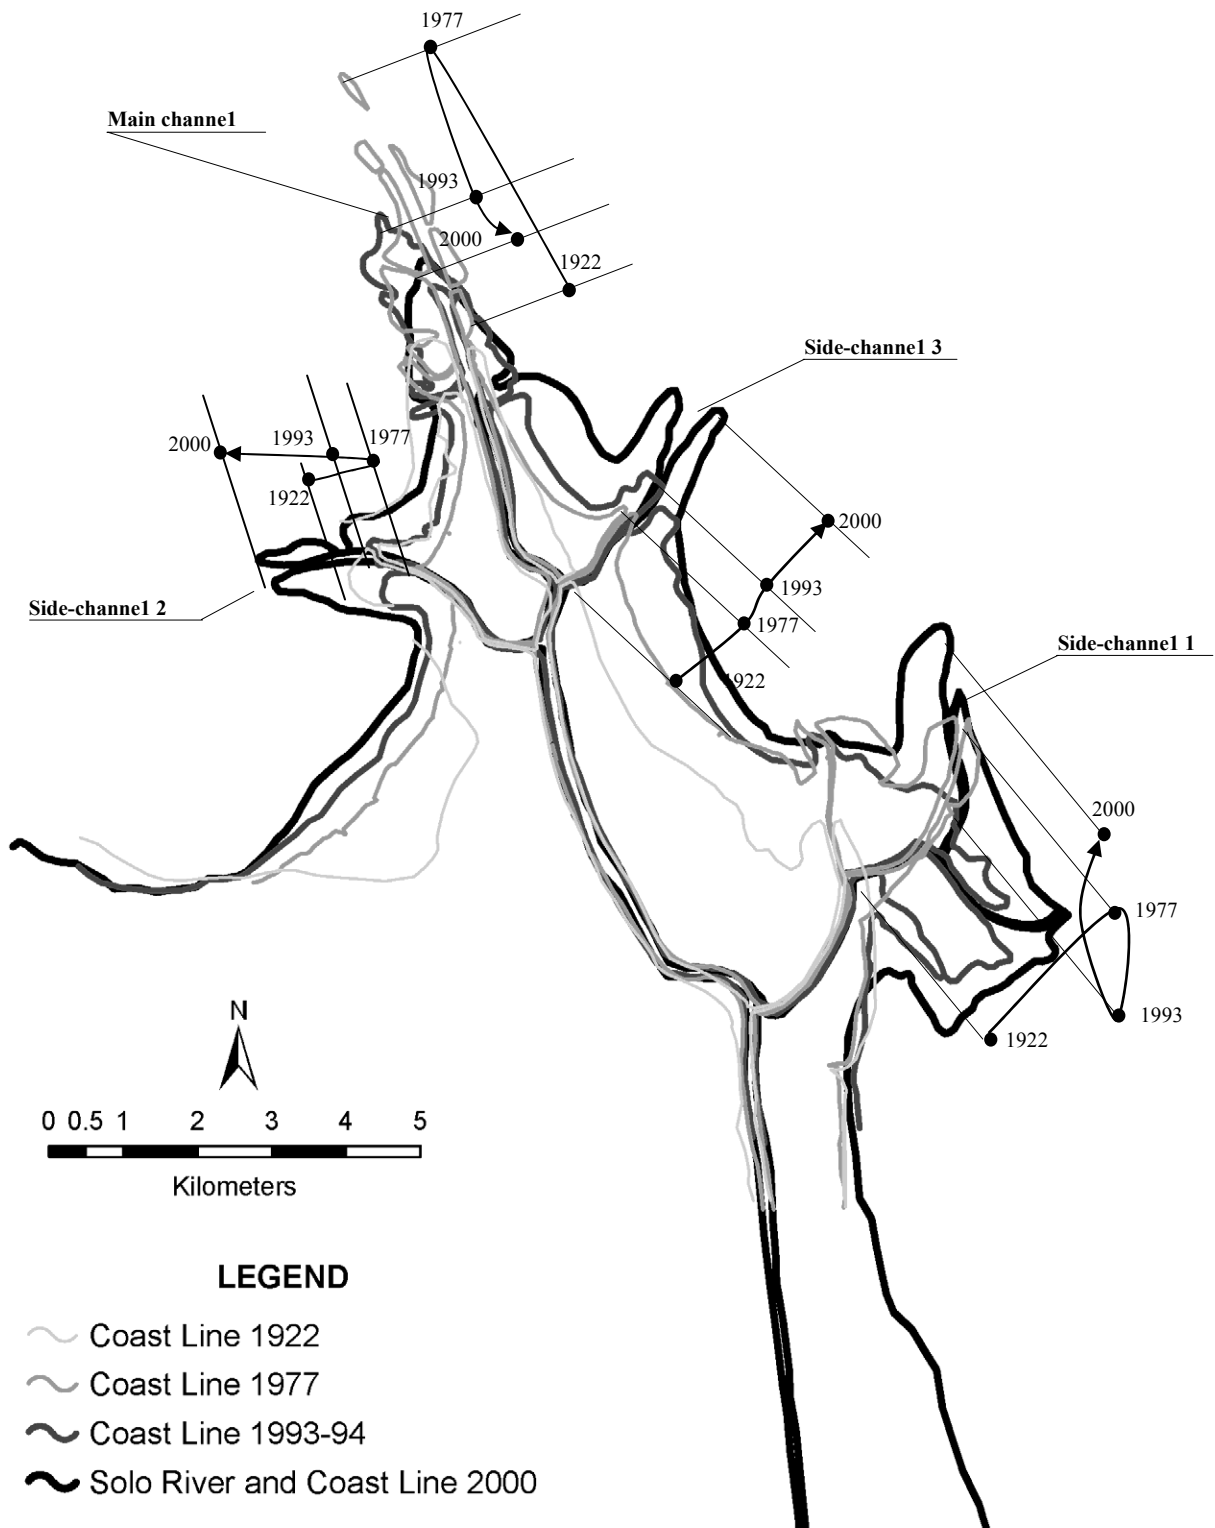 1977
Main channe1
1993
2000
1922
Side-channe1 3
2000
1993
1977
1922
2000
1993
1977
1922
Side-channe1 2
Side-channe1 1
2000
1977
1993
1922
N
0 0.5 1 2 3 4 5
Kilometers
LEGEND
Coast Line 1922
Coast Line 1977
Coast Line 1993-94
Solo River and Coast Line 2000